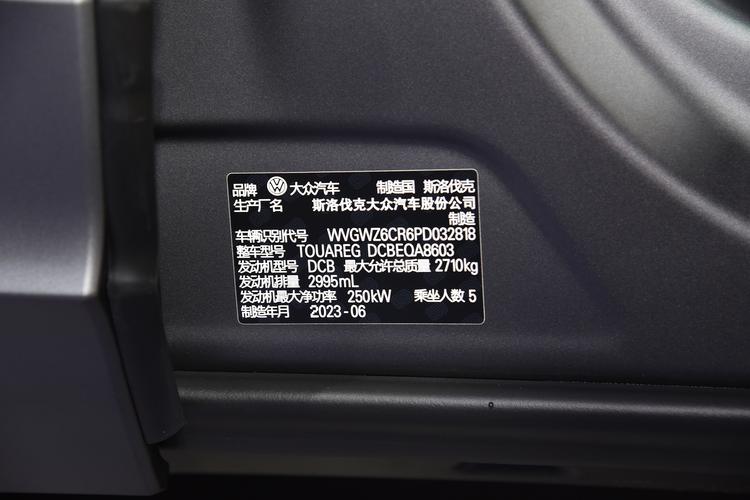 品牌 大众汽车 制造国 斯洛伐克
生产厂名 斯洛伐克大众汽车股份公司
制造
车辆识别代号 WVGWZ6CR6PD032818
整车型号 TOUAREG DCBEQA8603
发动机型号 DCB 最大允许总质量 2710kg
发动机排量 2995mL
发动机最大净功率 250kW 乘坐人数 5
制造年月 2023-06